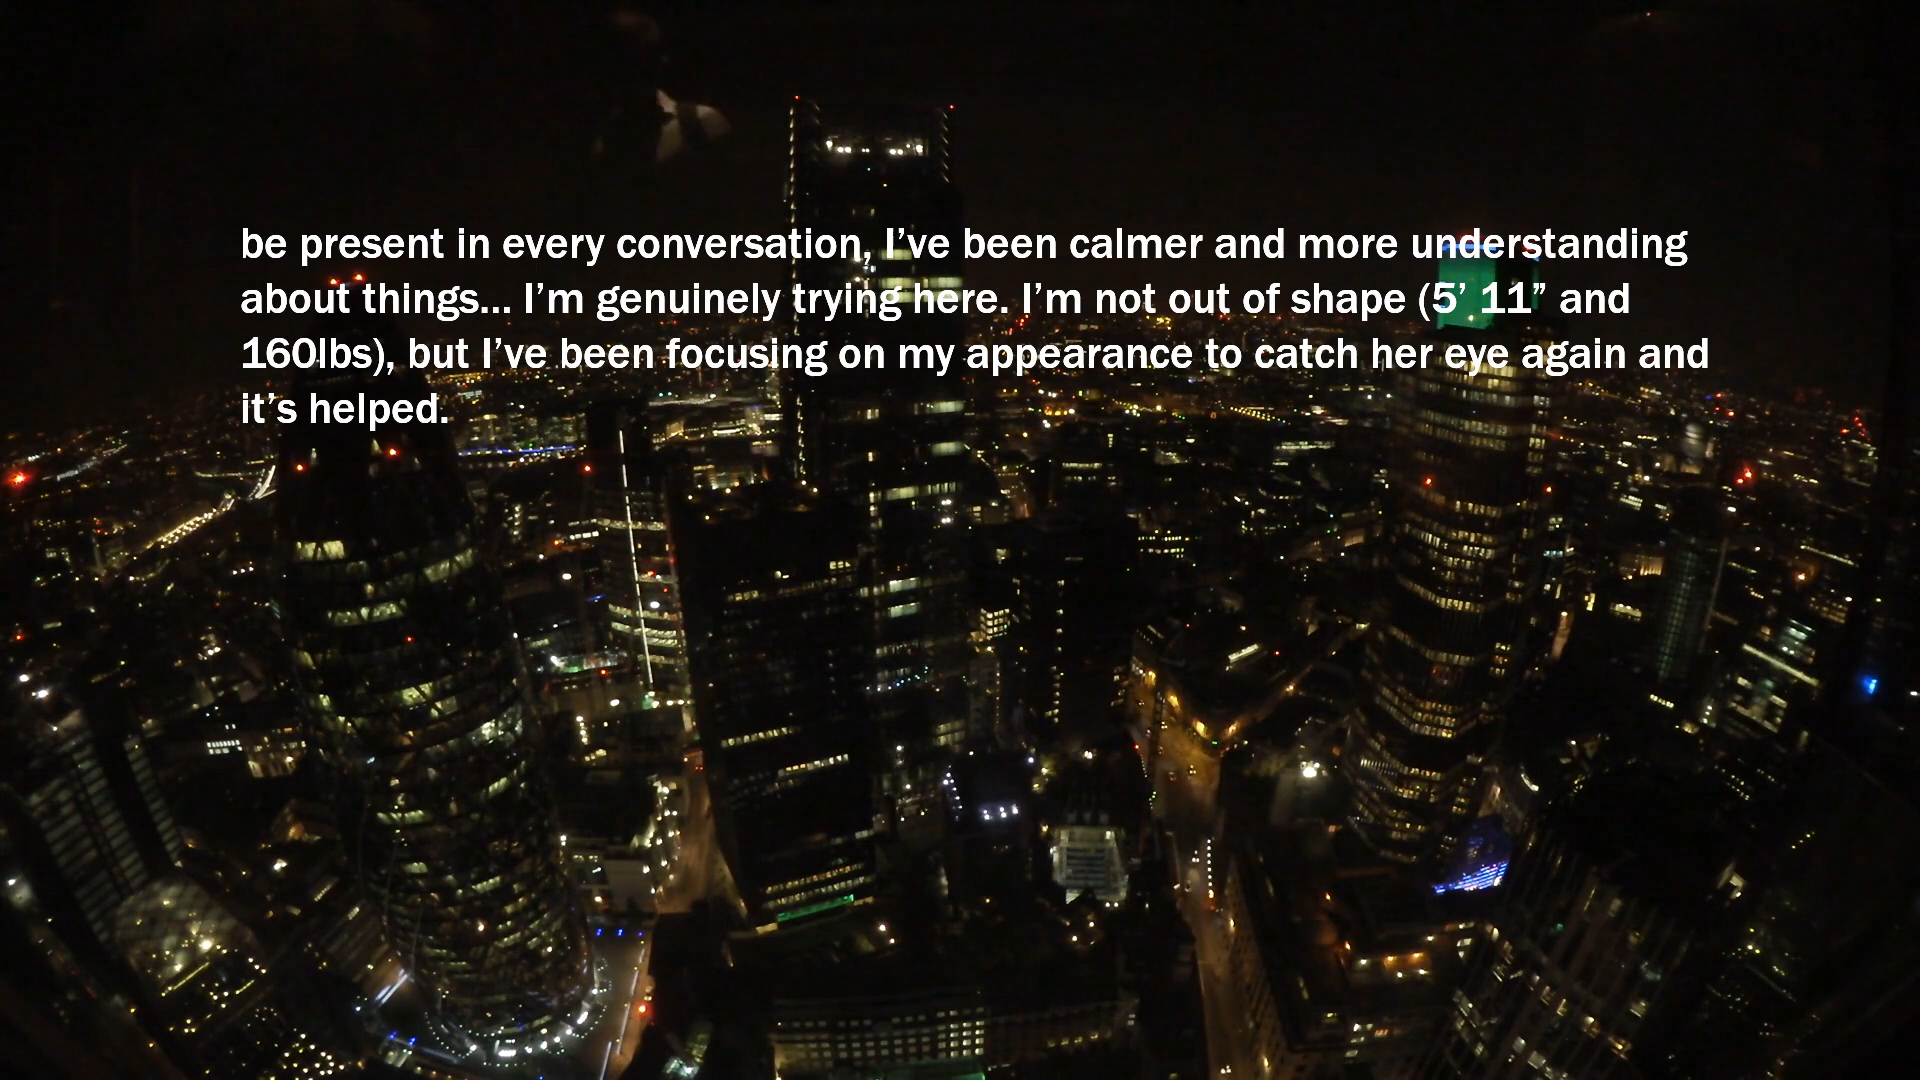 be present in every conversation, I’ve been calmer and more understanding
about things... I’m genuinely trying here. I’m not out of shape (5’ 11” and
160lbs), but I’ve been focusing on my appearance to catch her eye again and
it’s helped.